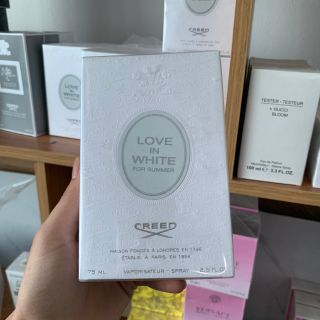 LOVE
IN
WHITE
FOR SUMMER
CREED
MAISON FONDÉE À LONDRES EN 1760
ÉTABLIE À PARIS, EN 1854
75 ML VAPORISATEUR - SPRAY 2.5 FL.OZ
LOVE
IN
WHITE
CREED
TESTER - TESTEUR
GUCCI
BLOOM
Eau de Parfum
100 ml e 3.3 FL.OZ
VERSACE